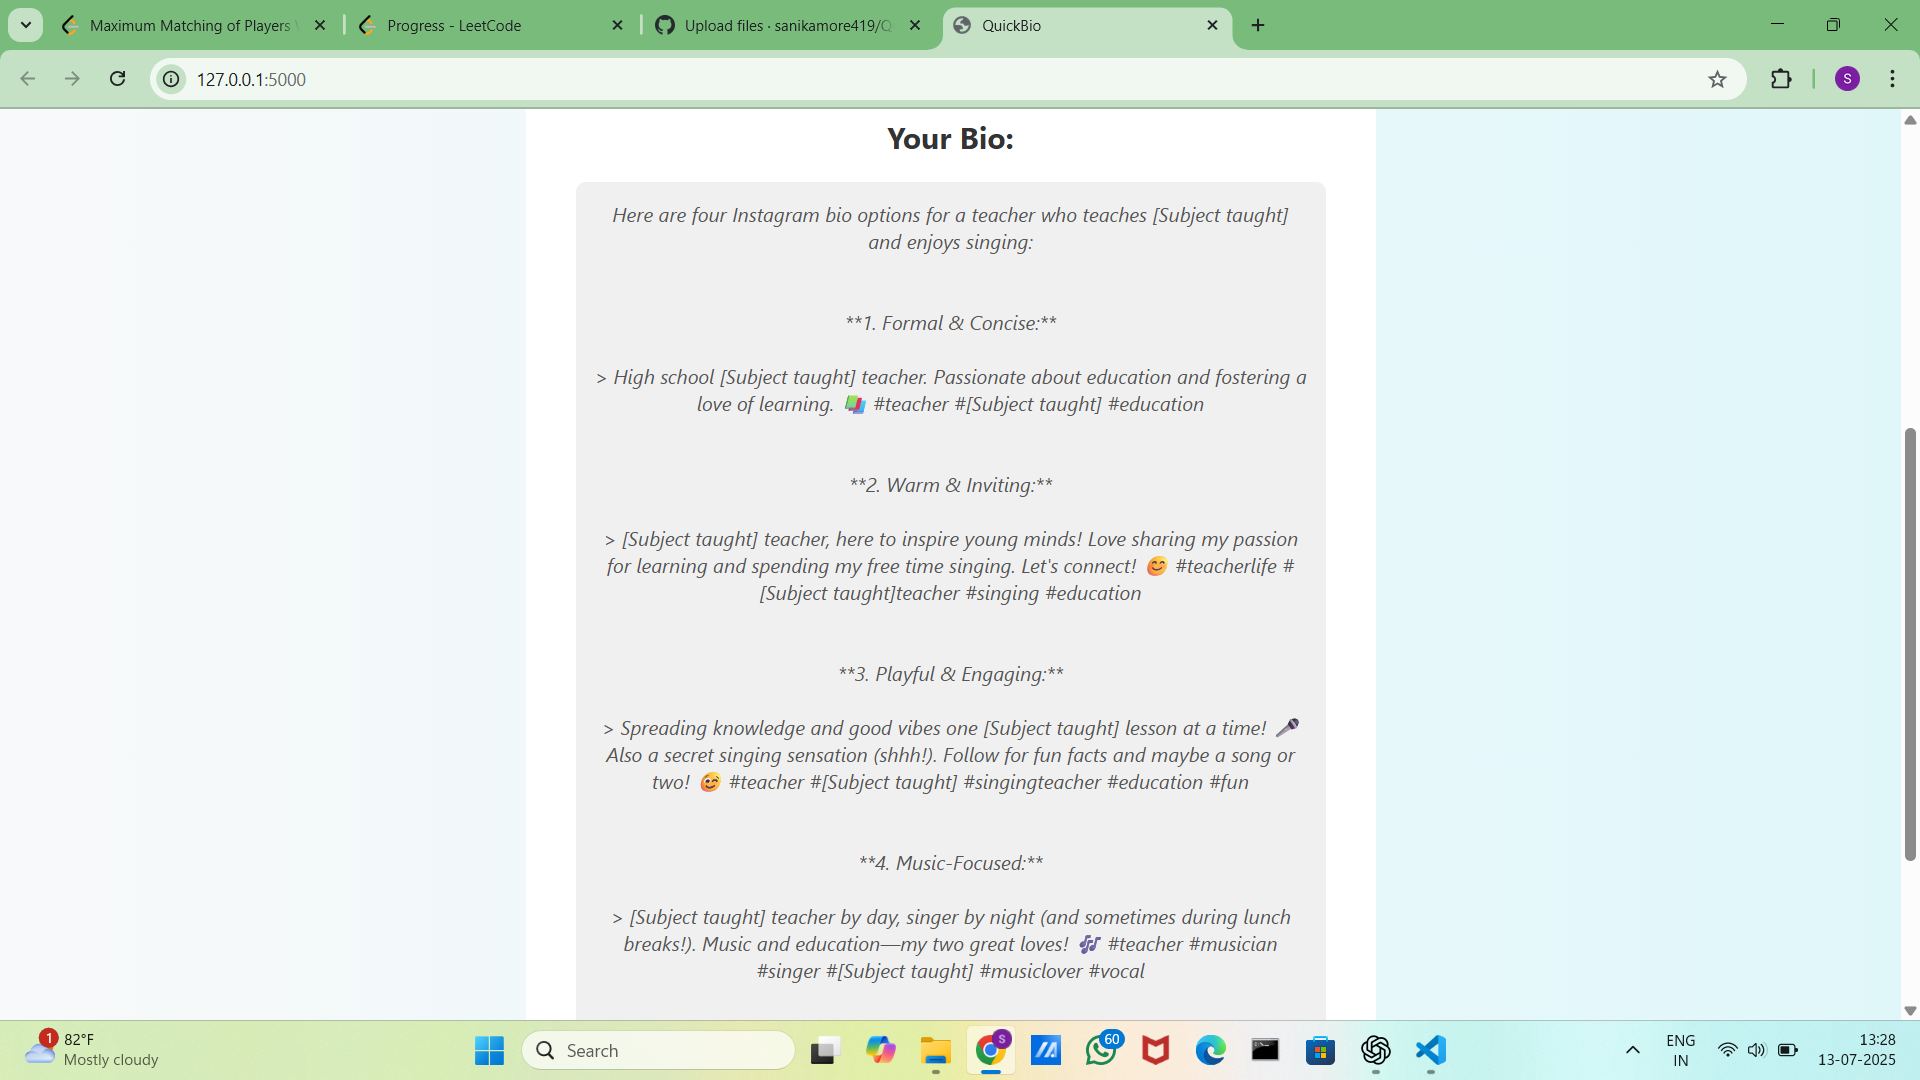 Maximum Matching of Players
Progress - LeetCode
Upload files · sanikamore419/Q
QuickBio
127.0.0.1:5000
S
Your Bio:
Here are four Instagram bio options for a teacher who teaches [Subject taught]
and enjoys singing:
**1. Formal & Concise:**
> High school [Subject taught] teacher. Passionate about education and fostering a
love of learning. 📚 #teacher #[Subject taught] #education
**2. Warm & Inviting:**
> [Subject taught] teacher, here to inspire young minds! Love sharing my passion
for learning and spending my free time singing. Let's connect! 😊 #teacherlife #
[Subject taught]teacher #singing #education
**3. Playful & Engaging:**
> Spreading knowledge and good vibes one [Subject taught] lesson at a time! 🎤
Also a secret singing sensation (shhh!). Follow for fun facts and maybe a song or
two! 😉 #teacher #[Subject taught] #singingteacher #education #fun
**4. Music-Focused:**
> [Subject taught] teacher by day, singer by night (and sometimes during lunch
breaks!). Music and education—my two great loves! 🎶 #teacher #musician
#singer #[Subject taught] #musiclover #vocal
1
82°F
Mostly cloudy
Search
S
60
ENG
IN
13:28
13-07-2025